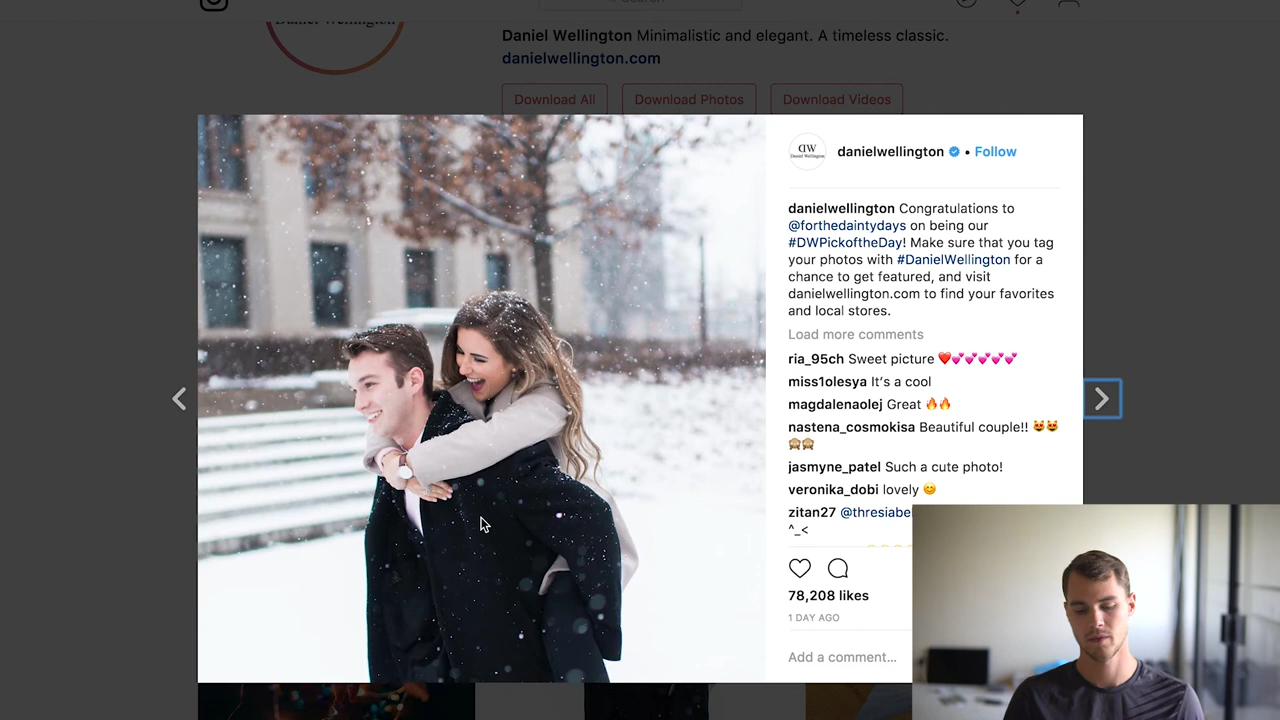 Daniel Wellington Minimalistic and elegant. A timeless classic.
danielwellington.com
Download All
Download Photos
Download Videos
DW
Daniel Wellington
danielwellington • Follow
danielwellington Congratulations to
@forthedaintydays on being our
#DWPickoftheDay! Make sure that you tag
your photos with #DanielWellington for a
chance to get featured, and visit
danielwellington.com to find your favorites
and local stores.
Load more comments
ria_95ch Sweet picture ❤️💕💕💕💕💕
miss1olesya It's a cool
magdalenaolej Great 🔥🔥
nastena_cosmokisa Beautiful couple!! 😻😻
🙈🙈
jasmyne_patel Such a cute photo!
veronika_dobi lovely 😊
zitan27
^_<
78,208 likes
1 DAY AGO
Add a comment...